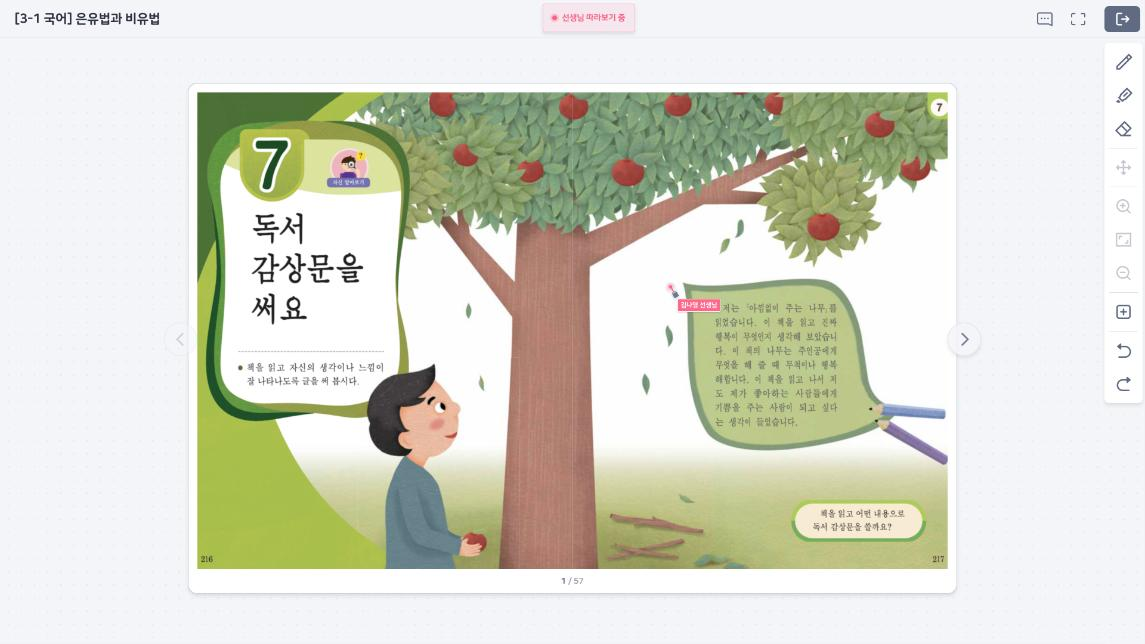 [3-1 국어] 은유법과 비유법
선생님 따라보기 중
7
7
?
자신 알아보기
독서
감상문을
써요
책을 읽고 자신의 생각이나 느낌이
잘 나타나도록 글을 써 봅시다.
김나영 선생님
저는 「아낌없이 주는 나무」를
읽었습니다. 이 책을 읽고 진짜
행복이 무엇인지 생각해 보았습니
다. 이 책의 나무는 주인공에게
무엇을 해 줄 때 무척이나 행복
해합니다. 이 책을 읽고 나서 저
도 제가 좋아하는 사람들에게
기쁨을 주는 사람이 되고 싶다
는 생각이 들었습니다.
책을 읽고 어떤 내용으로
독서 감상문을 쓸까요?
216
217
1 / 57